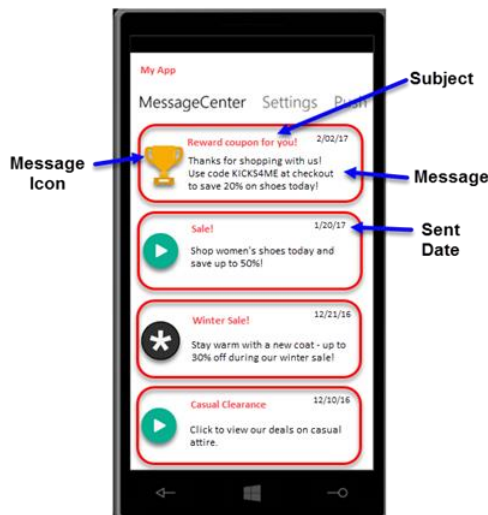 My App
MessageCenter Settings Push
Subject
Reward coupon for you! 2/02/17
Message
Icon
Thanks for shopping with us!
Use code KICKS4ME at checkout
to save 20% on shoes today!
Message
Sale! 1/20/17
Sent
Date
Shop women's shoes today and
save up to 50%!
Winter Sale! 12/21/16
Stay warm with a new coat - up to
30% off during our winter sale!
Casual Clearance 12/10/16
Click to view our deals on casual
attire.